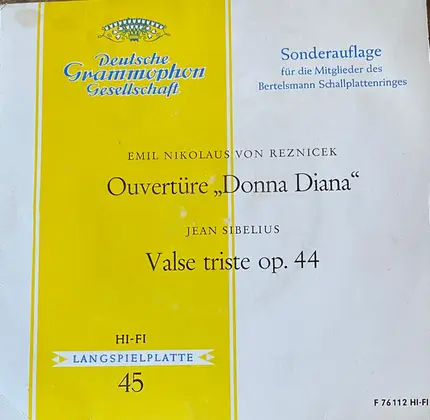 Deutsche
Grammophon
Gesellschaft
Sonderauflage
für die Mitglieder des
Bertelsmann Schallplattenringes
EMIL NIKOLAUS VON REZNICEK
Ouvertüre „Donna Diana“
JEAN SIBELIUS
Valse triste op. 44
HI-FI
LANGSPIELPLATTE
45
F 76112 HI-FI